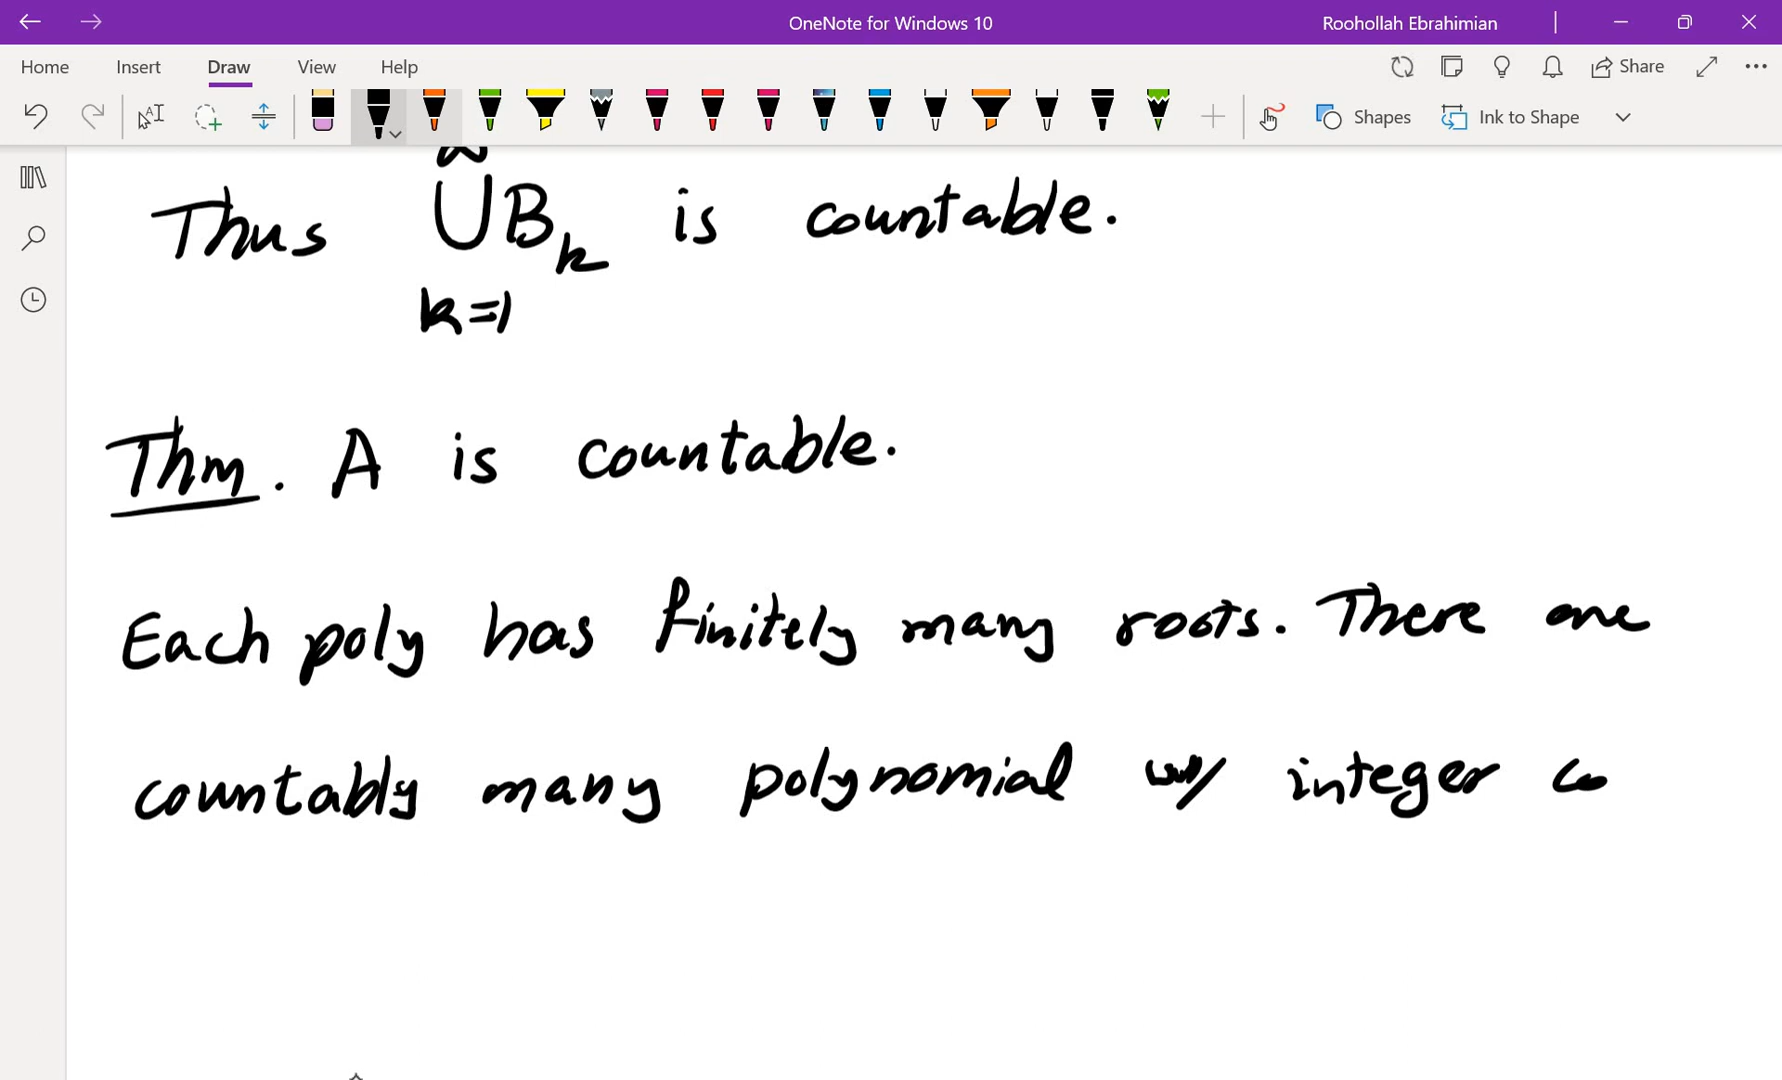 OneNote for Windows 10
Roohollah Ebrahimian
Home Insert Draw View Help
Share
Shapes
Ink to Shape
∞
Thus ∪ B_k is countable.
k=1
Thm. A is countable.
Each poly has finitely many roots. There are
countably many polynomial w/ integer co